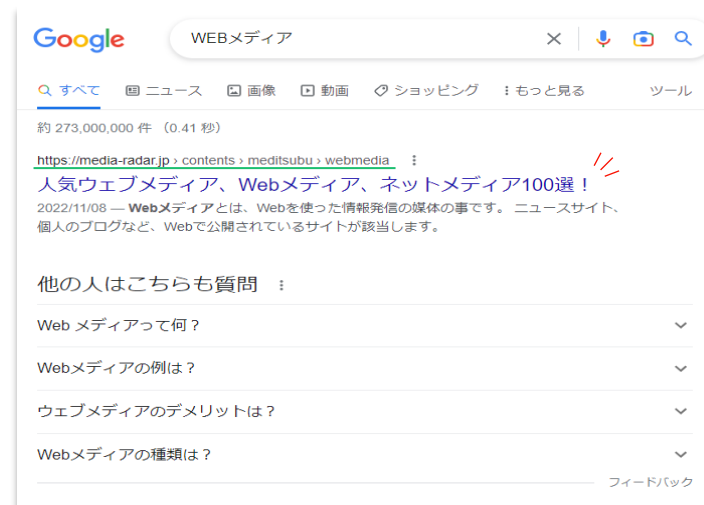 Google
WEBメディア
すべて ニュース 画像 動画 ショッピング もっと見る ツール
約 273,000,000 件 （0.41 秒）
https://media-radar.jp › contents › meditsubu › webmedia
人気ウェブメディア、Webメディア、ネットメディア100選！
2022/11/08 — Webメディアとは、Webを使った情報発信の媒体の事です。 ニュースサイト、
個人のブログなど、Webで公開されているサイトが該当します。
他の人はこちらも質問
Web メディアって何？
Webメディアの例は？
ウェブメディアのデメリットは？
Webメディアの種類は？
フィードバック